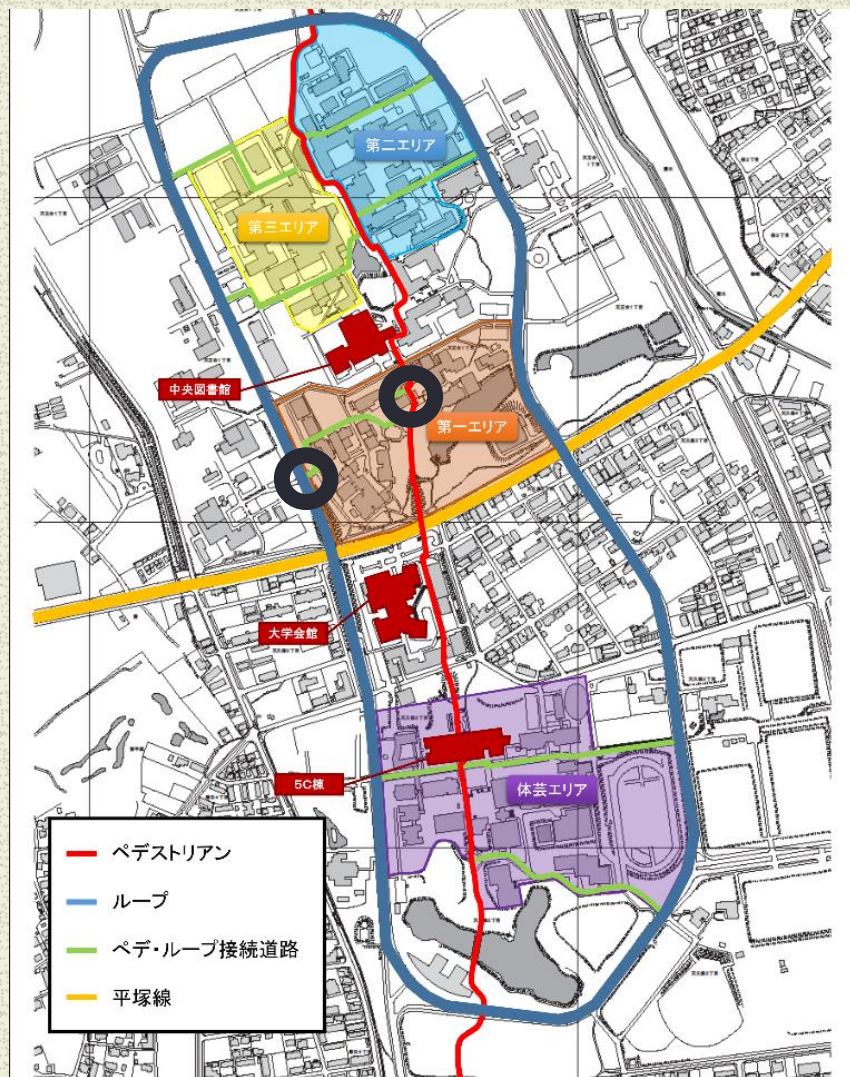 第二エリア
第三エリア
中央図書館
第一エリア
大学会館
5C棟
体芸エリア
ペデストリアン
ループ
ペデ・ループ接続道路
平塚線